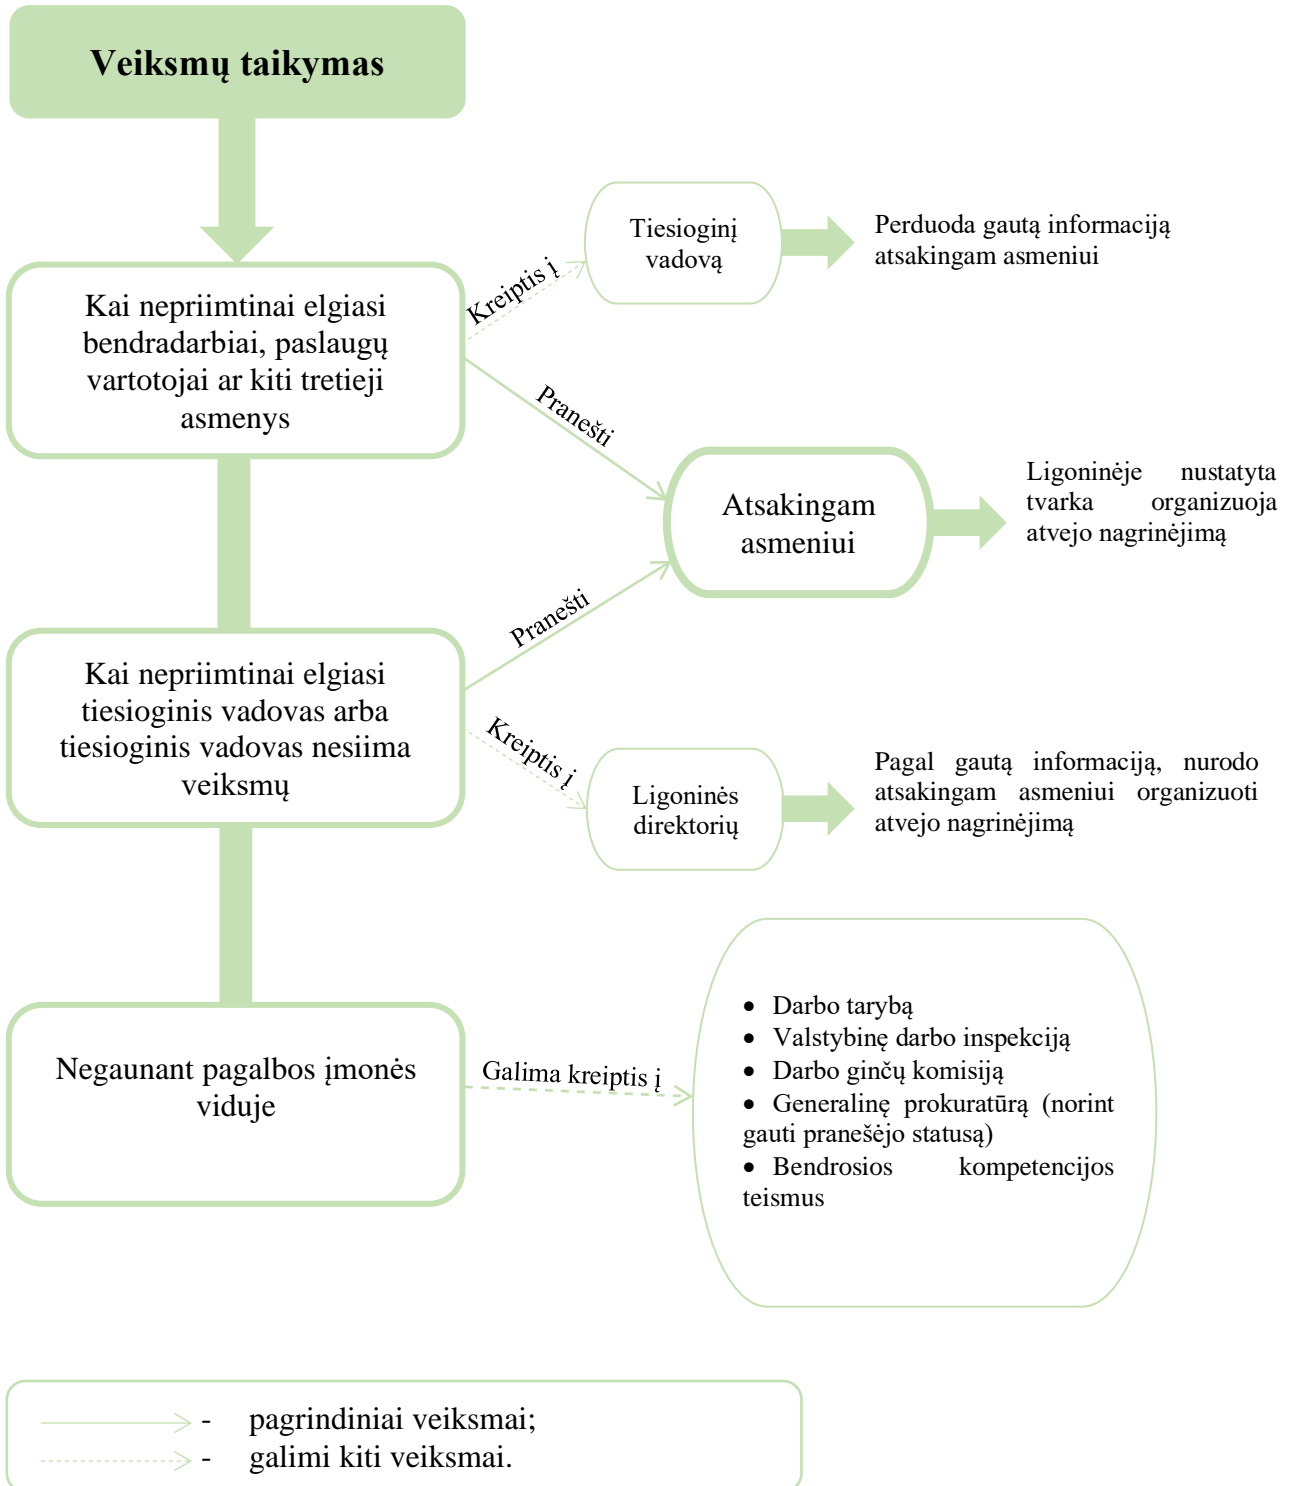 Veiksmų taikymas
Kai nepriimtinai elgiasi
bendradarbiai, paslaugų
vartotojai ar kiti tretieji
asmenys
Kreiptis į
Tiesioginį
vadovą
Perduoda gautą informaciją
atsakingam asmeniui
Pranešti
Atsakingam
asmeniui
Ligoninėje nustatyta
tvarka organizuoja
atvejo nagrinėjimą
Pranešti
Kai nepriimtinai elgiasi
tiesioginis vadovas arba
tiesioginis vadovas nesiima
veiksmų
Kreiptis į
Ligoninės
direktorių
Pagal gautą informaciją, nurodo
atsakingam asmeniui organizuoti
atvejo nagrinėjimą
Negaunant pagalbos įmonės
viduje
Galima kreiptis į
• Darbo tarybą
• Valstybinę darbo inspekciją
• Darbo ginčų komisiją
• Generalinę prokuratūrą (norint
gauti pranešėjo statusą)
• Bendrosios kompetencijos
teismus
- pagrindiniai veiksmai;
- galimi kiti veiksmai.